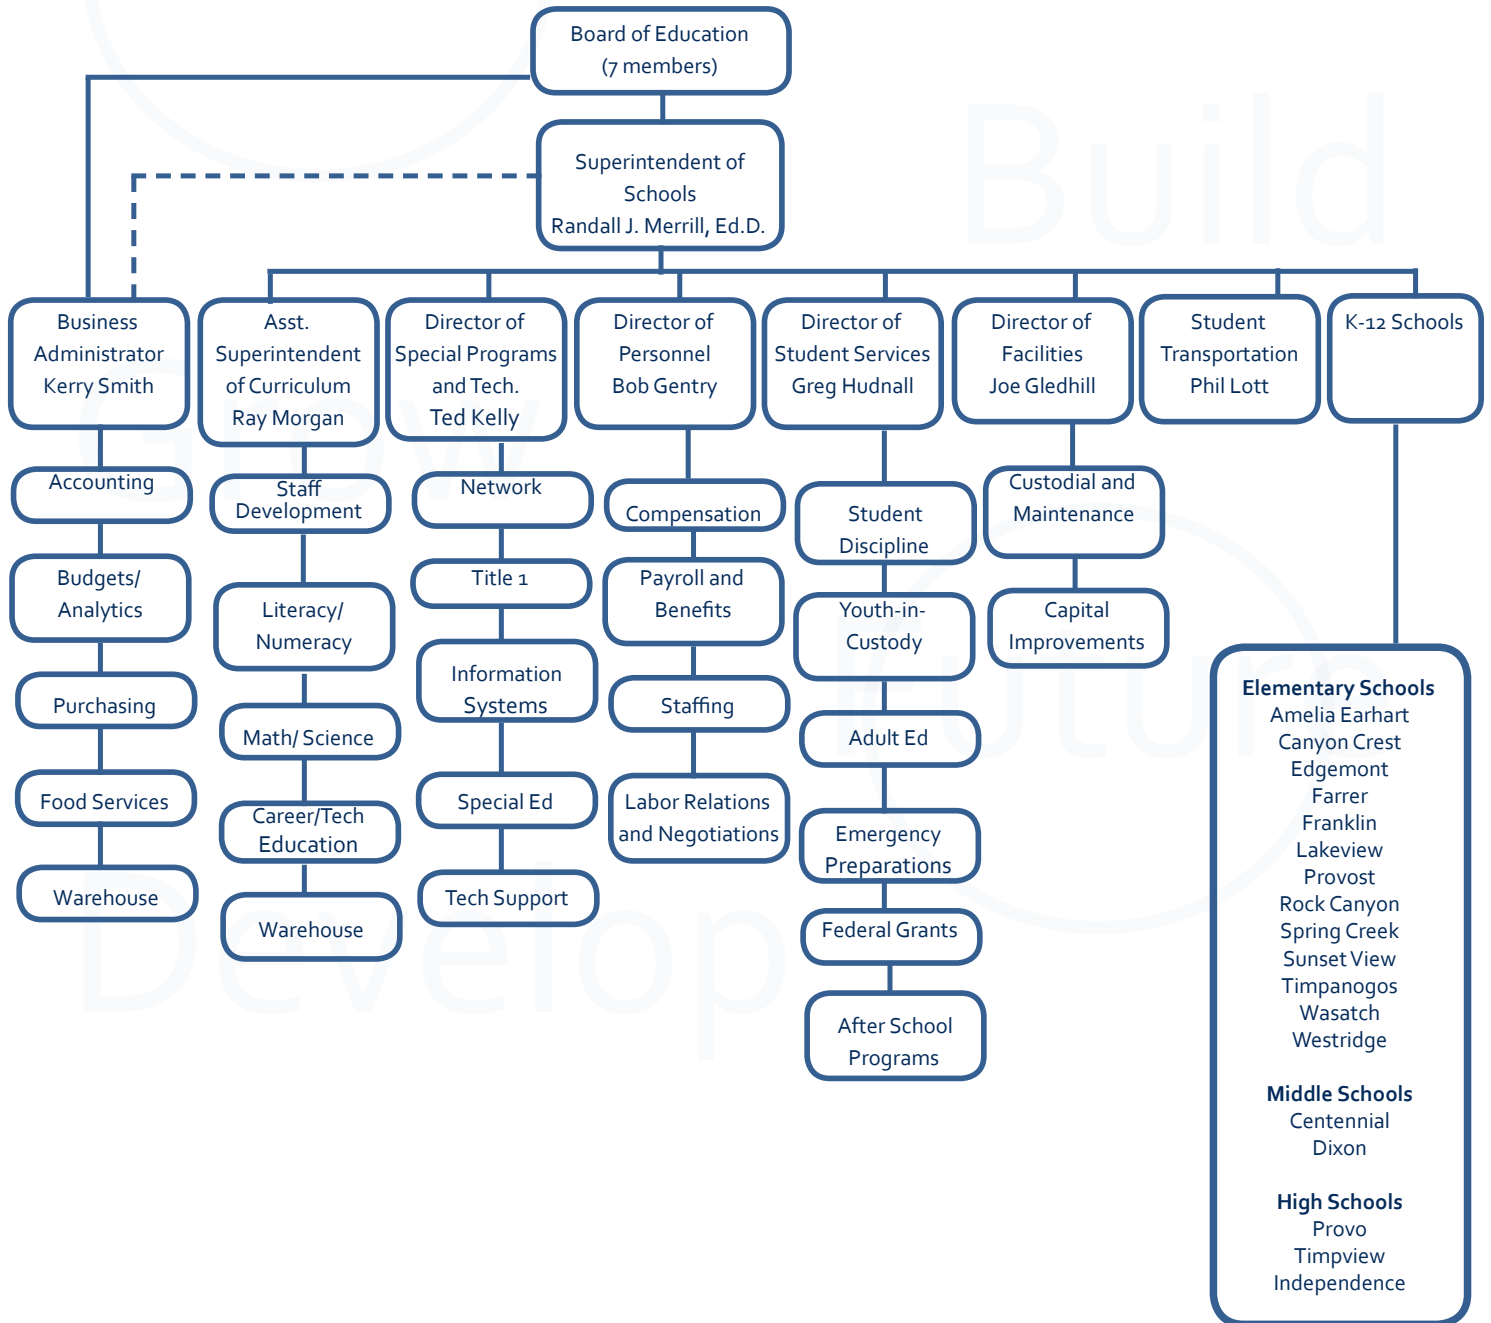 Board of Education
(7 members)
Build
Superintendent of
Schools
Randall J. Merrill, Ed.D.
Business
Administrator
Kerry Smith
Accounting
Budgets/
Analytics
Purchasing
Food Services
Warehouse
Asst.
Superintendent
of Curriculum
Ray Morgan
Staff
Development
Literacy/
Numeracy
Math/ Science
Career/Tech
Education
Warehouse
Director of
Special Programs
and Tech.
Ted Kelly
Network
Title 1
Information
Systems
Special Ed
Tech Support
Director of
Personnel
Bob Gentry
Compensation
Payroll and
Benefits
Staffing
Labor Relations
and Negotiations
Director of
Student Services
Greg Hudnall
Student
Discipline
Youth-in-
Custody
Adult Ed
Emergency
Preparations
Federal Grants
After School
Programs
Director of
Facilities
Joe Gledhill
Custodial and
Maintenance
Capital
Improvements
Student
Transportation
Phil Lott
K-12 Schools
Elementary Schools
Amelia Earhart
Canyon Crest
Edgemont
Farrer
Franklin
Lakeview
Provost
Rock Canyon
Spring Creek
Sunset View
Timpanogos
Wasatch
Westridge
Middle Schools
Centennial
Dixon
High Schools
Provo
Timpview
Independence
Grow
Future
Develop